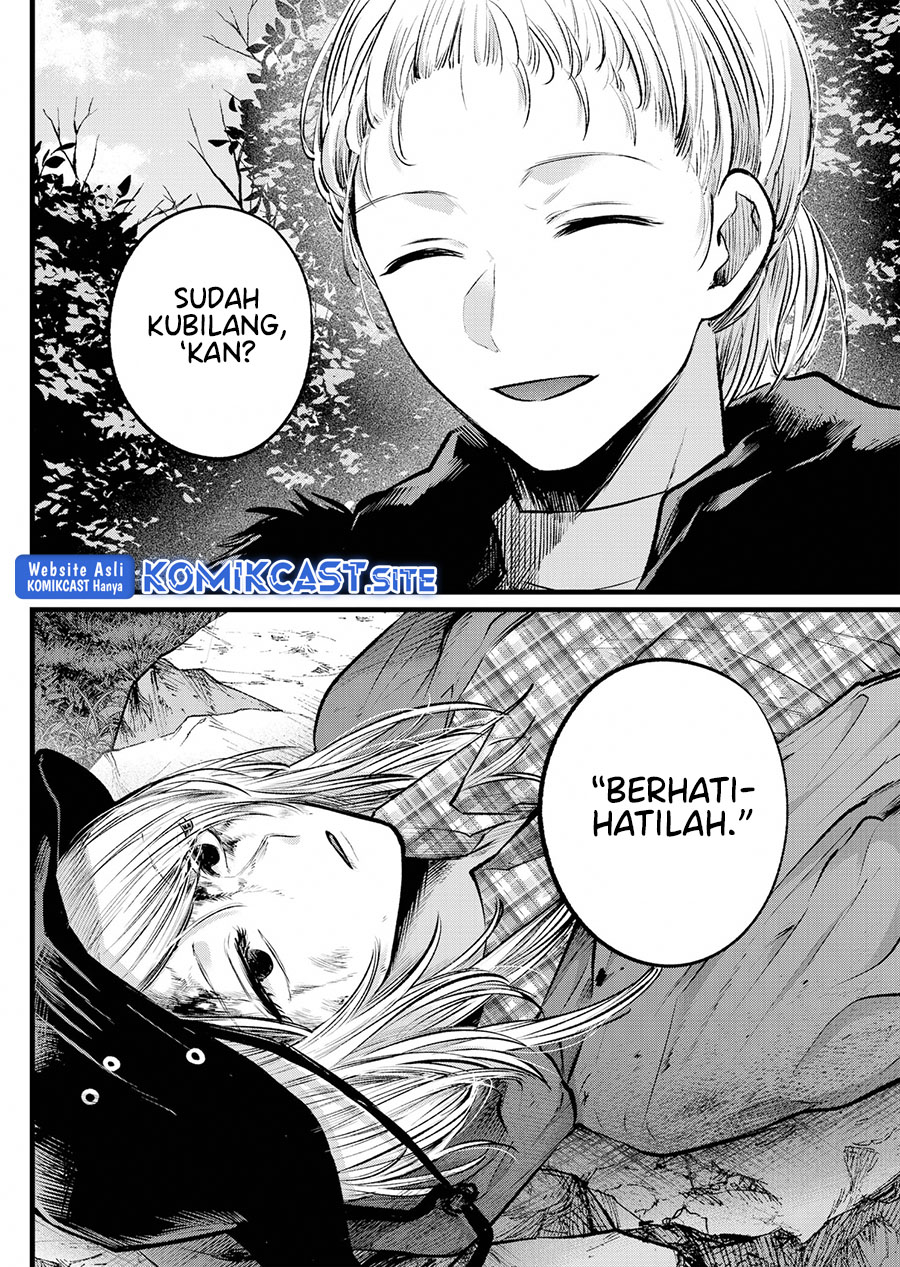 SUDAH
KUBILANG,
'KAN?
Website Asli
KOMIKCAST Hanya
KOMIKCAST.SITE
“BERHATI-
HATILAH.”